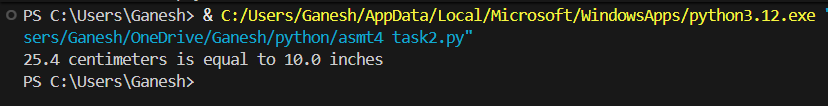 PS C:\Users\Ganesh> & C:/Users/Ganesh/AppData/Local/Microsoft/WindowsApps/python3.12.exe "
sers/Ganesh/OneDrive/Ganesh/python/asmt4 task2.py"
25.4 centimeters is equal to 10.0 inches
PS C:\Users\Ganesh>